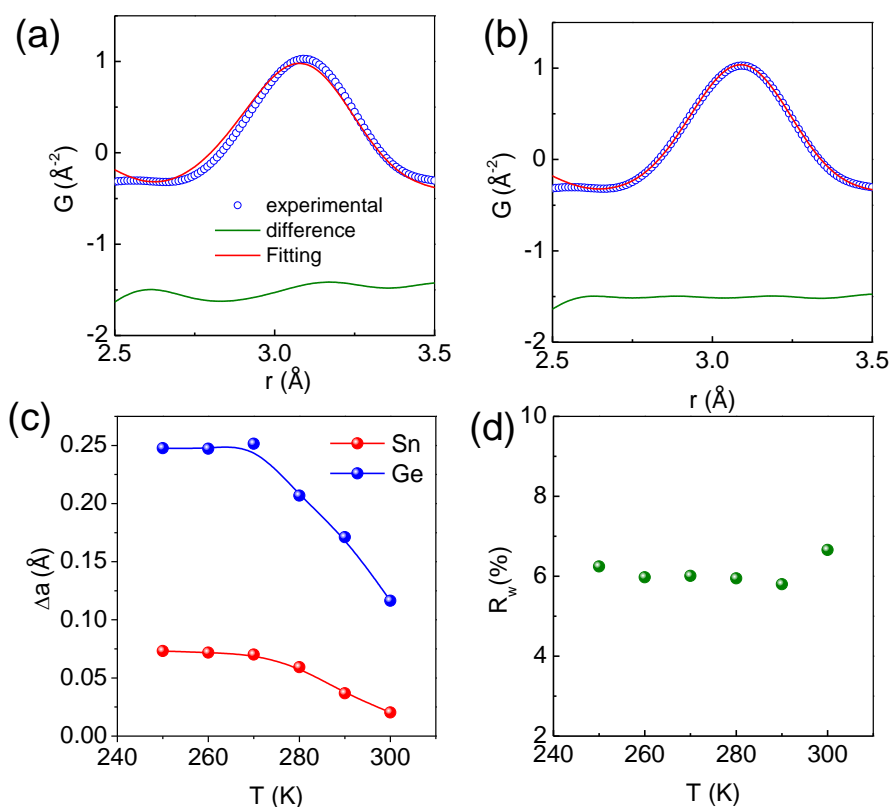 (a)
1
0
-1
-2
G (Å⁻²)
experimental
difference
Fitting
2.5
3.0
3.5
r (Å)
(b)
1
0
-1
-2
G (Å⁻²)
2.5
3.0
3.5
r (Å)
(c)
0.25
0.20
0.15
0.10
0.05
0.00
Δa (Å)
Sn
Ge
240
260
280
300
T (K)
(d)
10
8
6
4
2
R_w(%)
240
260
280
300
T (K)